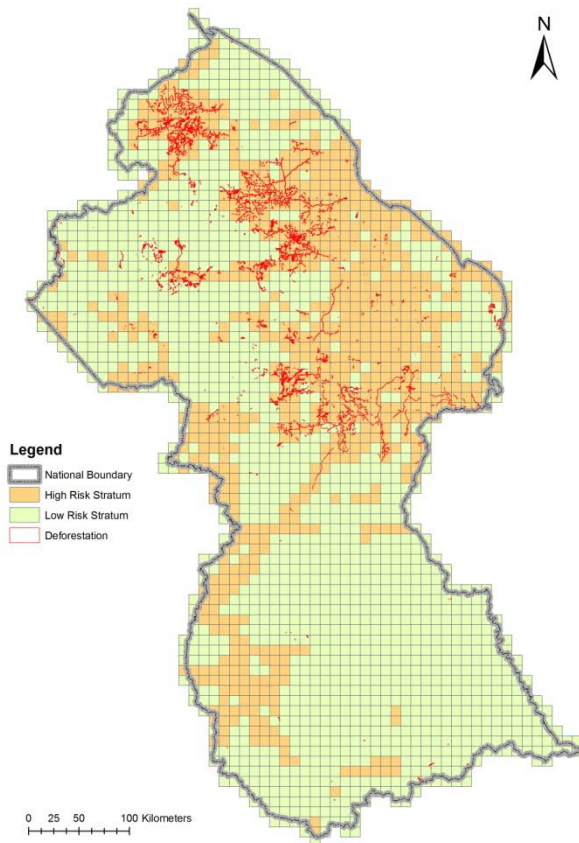 N
Legend
National Boundary
High Risk Stratum
Low Risk Stratum
Deforestation
0 25 50 100 Kilometers